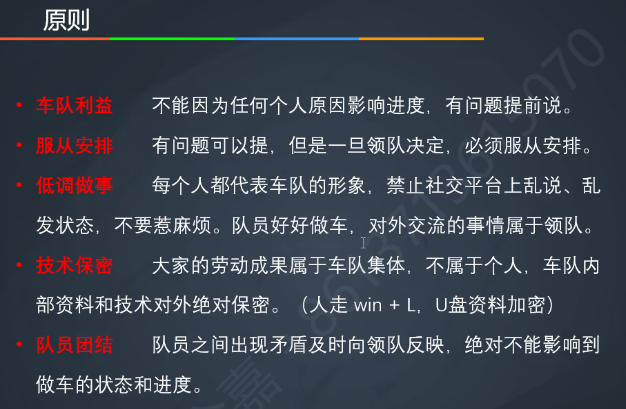 原则
• 车队利益 不能因为任何个人原因影响进度，有问题提前说。
• 服从安排 有问题可以提，但是一旦领队决定，必须服从安排。
• 低调做事 每个人都代表车队的形象，禁止社交平台上乱说、乱
发状态，不要惹麻烦。队员好好做车，对外交流的事情属于领队。
• 技术保密 大家的劳动成果属于车队集体，不属于个人，车队内
部资料和技术对外绝对保密。（人走 win + L，U盘资料加密）
• 队员团结 队员之间出现矛盾及时向领队反映，绝对不能影响到
做车的状态和进度。